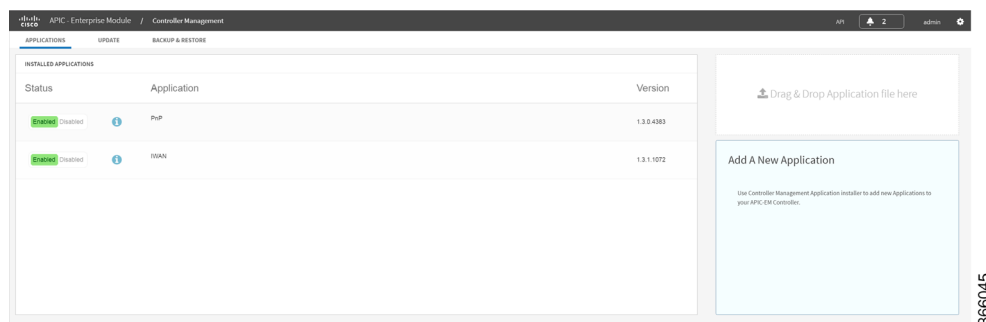 CISCO APIC - Enterprise Module / Controller Management API 2 admin
APPLICATIONS UPDATE BACKUP & RESTORE
INSTALLED APPLICATIONS
Status Application Version
Enabled Disabled PnP 1.3.0.4383
Enabled Disabled IWAN 1.3.1.1072
Drag & Drop Application file here
Add A New Application
Use Controller Management Application installer to add new Applications to
your APIC-EM Controller.
366045